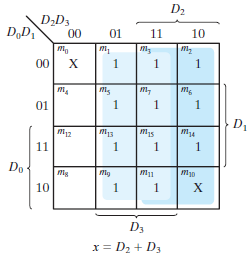 D₂
D₂D₃
D₀D₁
00 01 11 10
m₀ m₁ m₃ m₂
00 X 1 1 1
m₄ m₅ m₇ m₆
01 1 1 1
D₁
m₁₂ m₁₃ m₁₅ m₁₄
11 1 1 1
D₀
m₈ m₉ m₁₁ m₁₀
10 1 1 X
D₃
x = D₂ + D₃